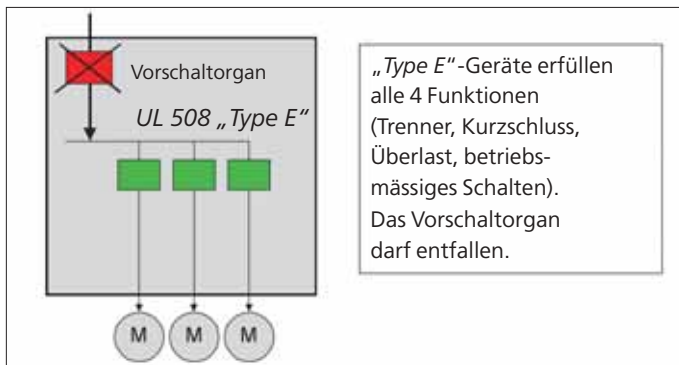 Vorschaltorgan
UL 508 „Type E“
M M M
„Type E“-Geräte erfüllen
alle 4 Funktionen
(Trenner, Kurzschluss,
Überlast, betriebs-
mässiges Schalten).
Das Vorschaltorgan
darf entfallen.